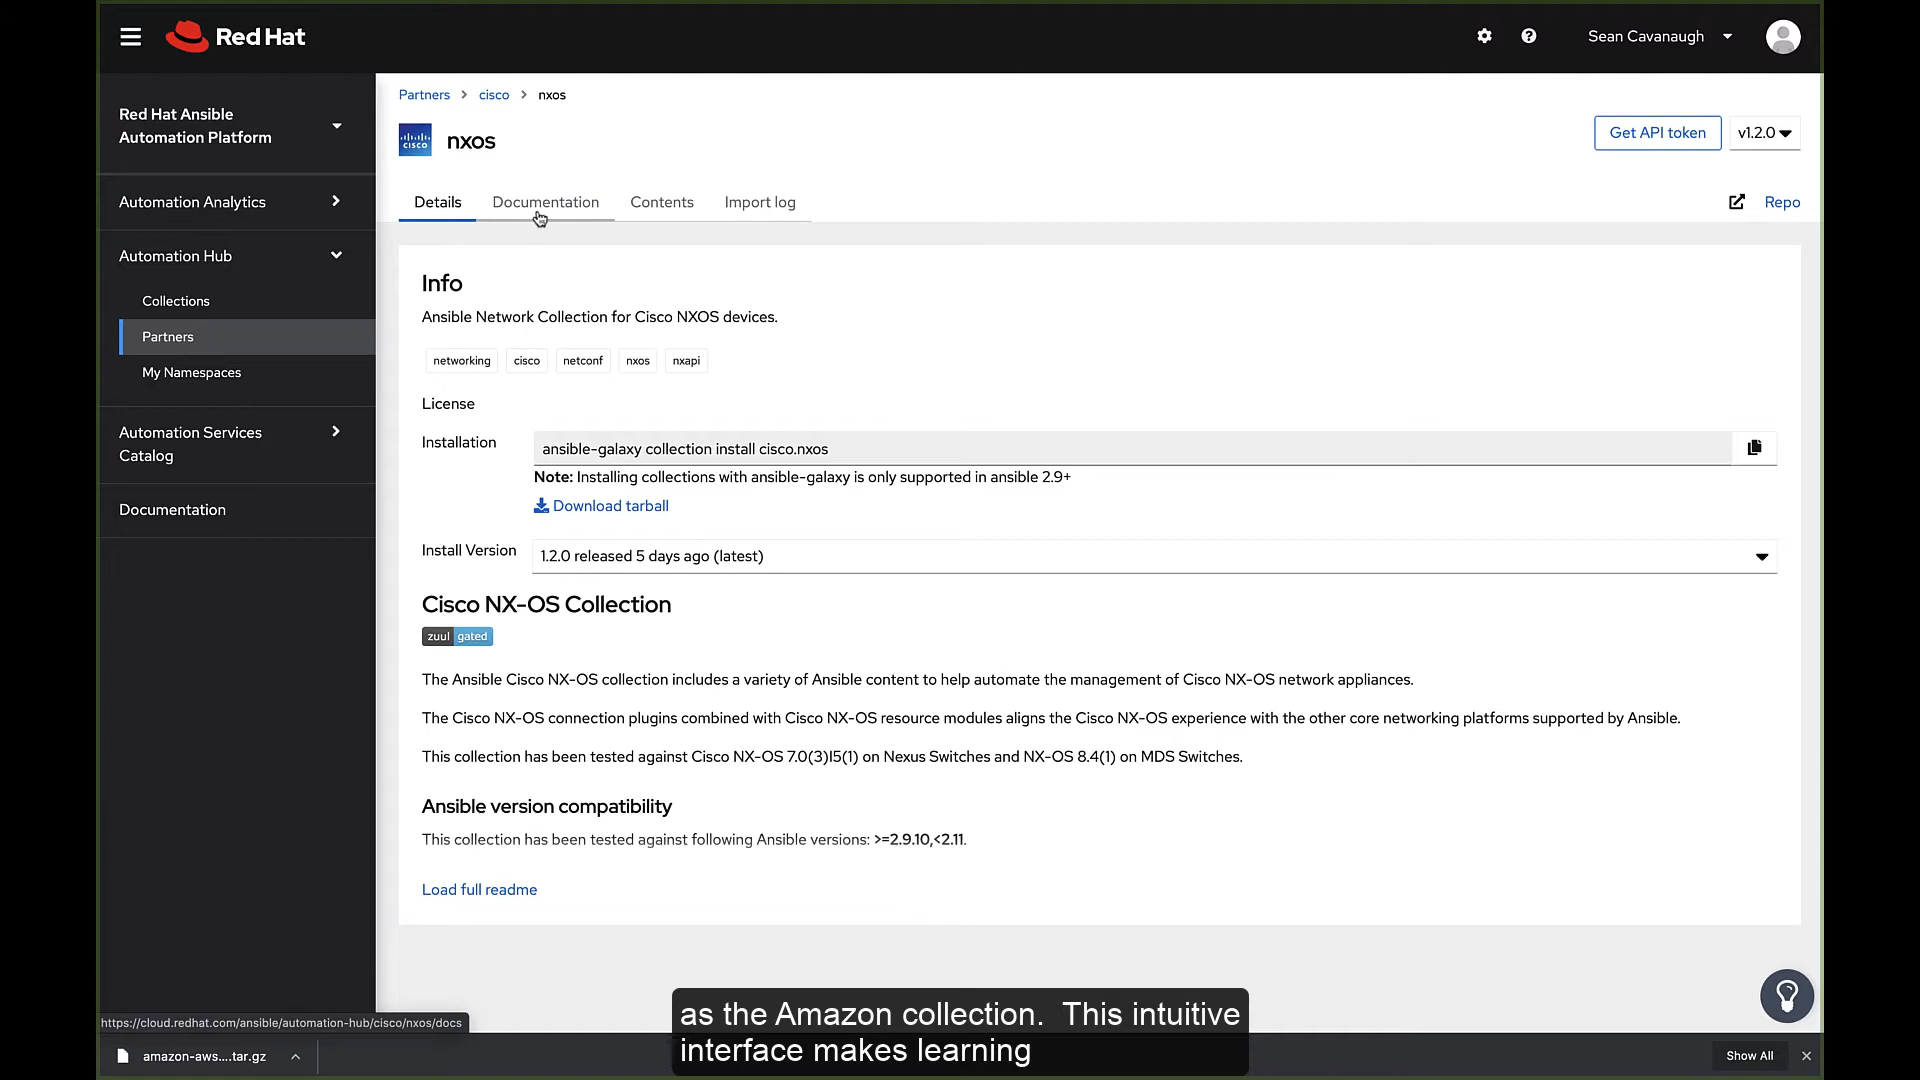 Red Hat
Sean Cavanaugh
Red Hat Ansible
Automation Platform
Automation Analytics
Automation Hub
Collections
Partners
My Namespaces
Automation Services
Catalog
Documentation
Partners > cisco > nxos
CISCO
nxos
Get API token
v1.2.0
Details
Documentation
Contents
Import log
Repo
Info
Ansible Network Collection for Cisco NXOS devices.
networking cisco netconf nxos nxapi
License
Installation
ansible-galaxy collection install cisco.nxos
Note: Installing collections with ansible-galaxy is only supported in ansible 2.9+
Download tarball
Install Version
1.2.0 released 5 days ago (latest)
Cisco NX-OS Collection
zuul gated
The Ansible Cisco NX-OS collection includes a variety of Ansible content to help automate the management of Cisco NX-OS network appliances.
The Cisco NX-OS connection plugins combined with Cisco NX-OS resource modules aligns the Cisco NX-OS experience with the other core networking platforms supported by Ansible.
This collection has been tested against Cisco NX-OS 7.0(3)I5(1) on Nexus Switches and NX-OS 8.4(1) on MDS Switches.
Ansible version compatibility
This collection has been tested against following Ansible versions: >=2.9.10,<2.11.
Load full readme
https://cloud.redhat.com/ansible/automation-hub/cisco/nxos/docs
as the Amazon collection. This intuitive
interface makes learning
amazon-aws....tar.gz
Show All